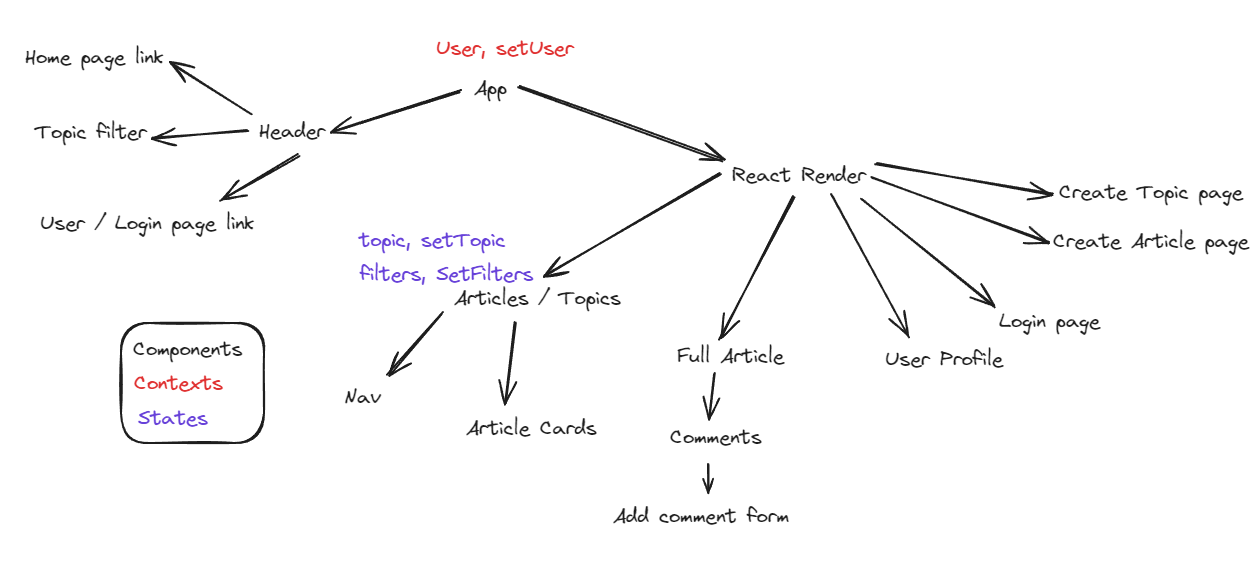 User, setUser
Home page link
App
Topic filter
Header
React Render
Create Topic page
User / Login page link
topic, setTopic
Create Article page
filters, SetFilters
Articles / Topics
Login page
Components
Contexts
States
Full Article
User Profile
Nav
Article Cards
Comments
Add comment form